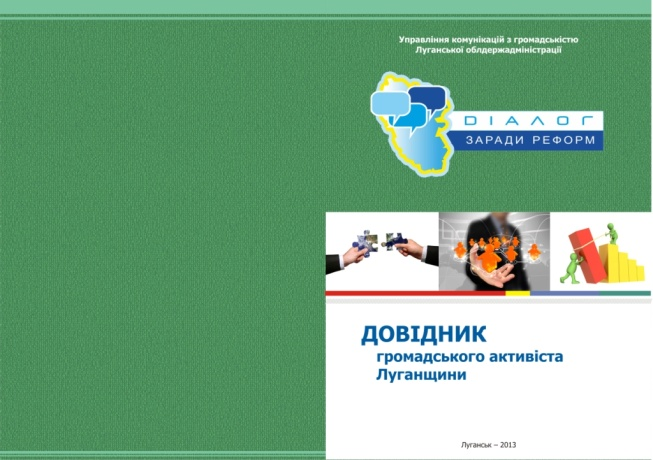 Управління комунікацій з громадськістю
Луганської облдержадміністрації
ДІАЛОГ
ЗАРАДИ РЕФОРМ
ДОВІДНИК
громадського активіста
Луганщини
Луганськ – 2013